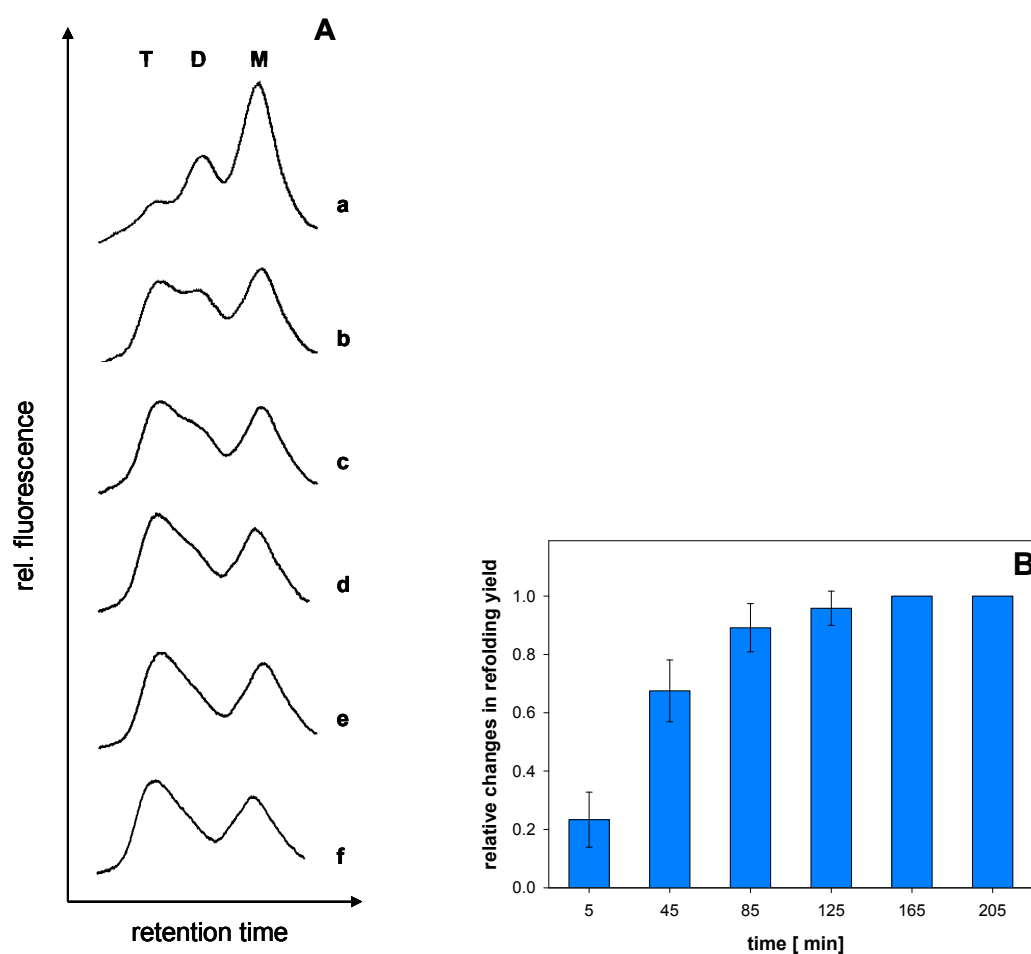 A
T D M
a
b
c
d
e
f
rel. fluorescence
retention time
B
relative changes in refolding yield
1.0
0.8
0.6
0.4
0.2
0.0
5 45 85 125 165 205
time [ min]